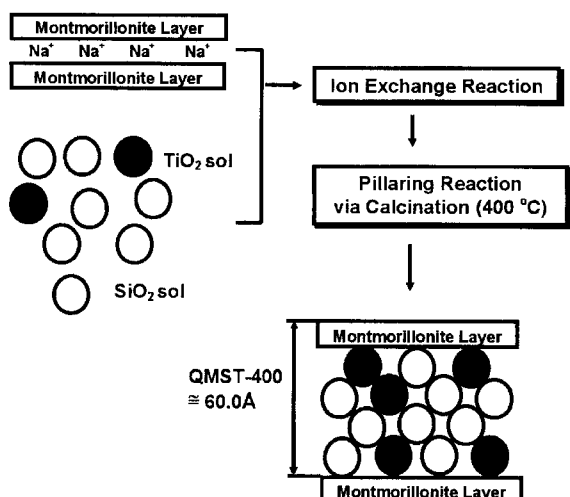 Montmorillonite Layer
Na⁺ Na⁺ Na⁺ Na⁺
Montmorillonite Layer
TiO₂ sol
SiO₂ sol
Ion Exchange Reaction
Pillaring Reaction
via Calcination (400 °C)
QMST-400
≅ 60.0Å
Montmorillonite Layer
Montmorillonite Layer